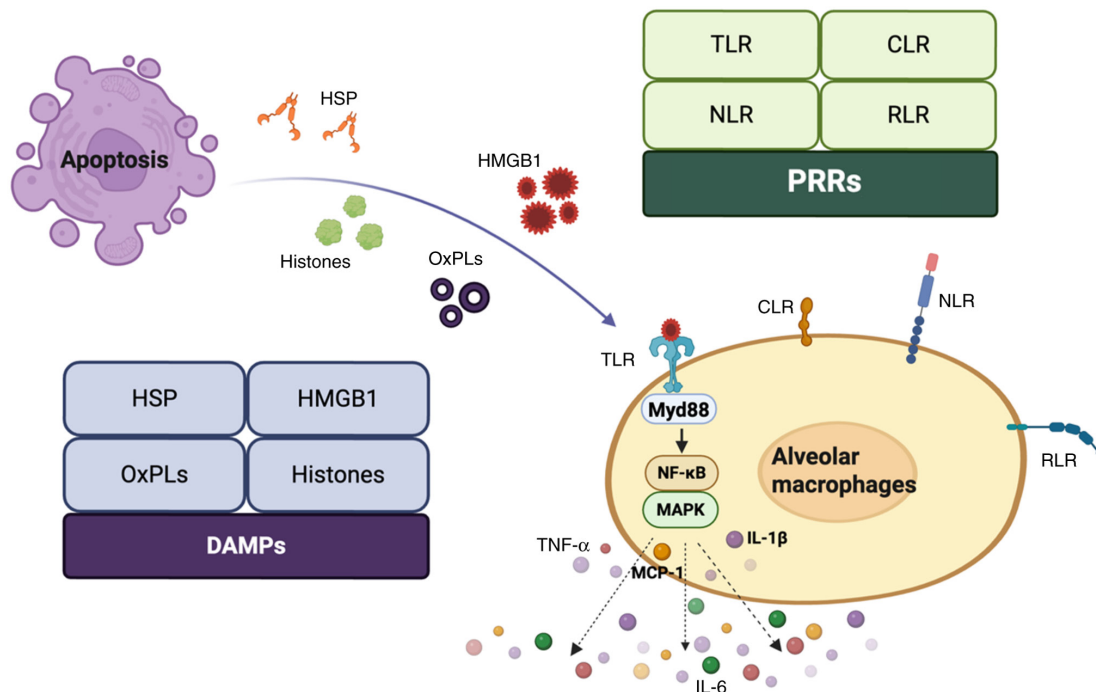 TLR
CLR
NLR
RLR
PRRs
HSP
Apoptosis
HMGB1
Histones
OxPLs
CLR
NLR
TLR
RLR
Myd88
NF-κB
MAPK
Alveolar
macrophages
HSP
HMGB1
OxPLs
Histones
DAMPs
TNF-α
MCP-1
IL-1β
IL-6